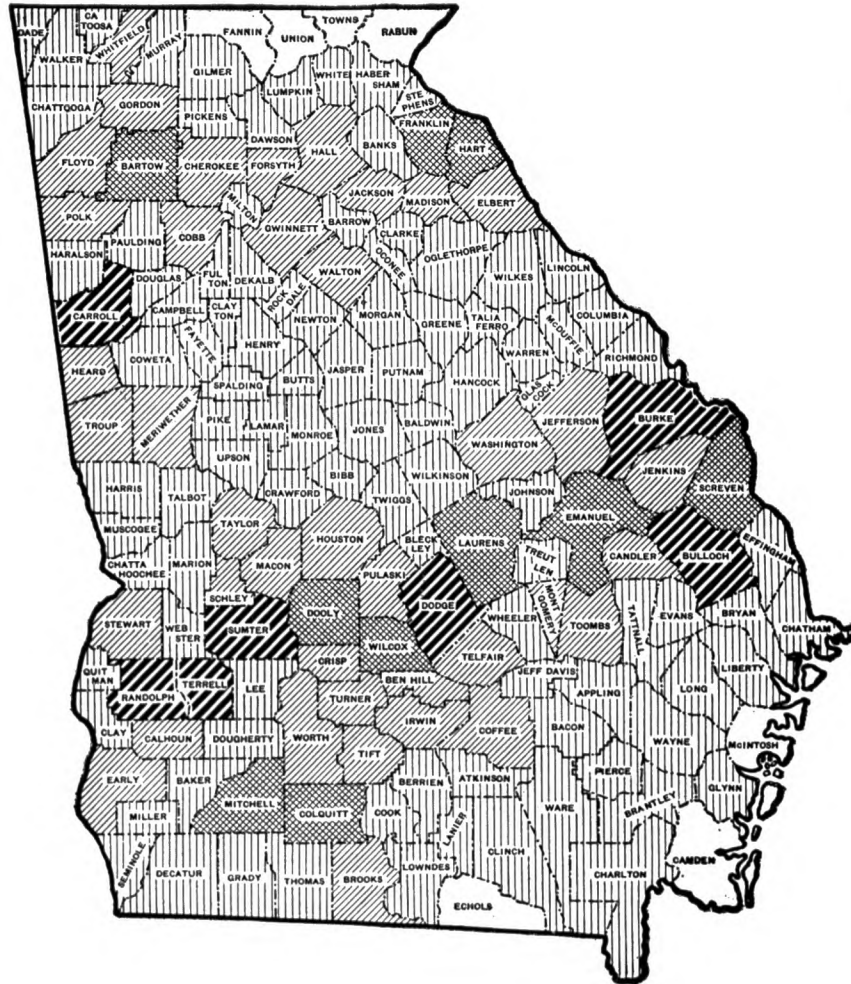 CA
TOOSA
DADE
WALKER
WHITFIELD
MURRAY
FANNIN
UNION
TOWNS
RABUN
GILMER
CHATTOOGA
GORDON
PICKENS
LUMPKIN
WHITE
HABER
SHAM
STE
PHENS
FRANKLIN
HART
DAWSON
BANKS
FLOYD
BARTOW
CHEROKEE
FORSYTH
HALL
JACKSON
MADISON
ELBERT
POLK
PAULDING
COBB
MILTON
GWINNETT
BARROW
CLARKE
OCONEE
OGLETHORPE
WILKES
LINCOLN
HARALSON
DOUGLAS
FUL
TON
DEKALB
ROCK
DALE
WALTON
CARROLL
CAMPBELL
CLAY
TON
NEWTON
MORGAN
GREENE
TALIA
FERRO
MCDUFFIE
COLUMBIA
RICHMOND
WARREN
GLAS
COCK
HEARD
COWETA
FAYETTE
HENRY
SPALDING
BUTTS
JASPER
PUTNAM
HANCOCK
JEFFERSON
BURKE
TROUP
MERIWETHER
PIKE
LAMAR
MONROE
JONES
BALDWIN
WASHINGTON
JENKINS
SCREVEN
UPSON
BIBB
WILKINSON
HARRIS
TALBOT
CRAWFORD
TWIGGS
JOHNSON
EMANUEL
MUSCOGEE
TAYLOR
HOUSTON
BLECK
LEY
LAURENS
TREUT
LEN
CANDLER
BULLOCH
EFFINGHAM
CHATTA
HOOCHEE
MARION
MACON
PULASKI
SCHLEY
DOOLY
DODGE
WHEELER
MONT
GOMERY
TOOMBS
TATTNALL
EVANS
BRYAN
CHATHAM
STEWART
WEB
STER
SUMTER
WILCOX
TELFAIR
QUIT
MAN
RANDOLPH
TERRELL
LEE
CRISP
BEN HILL
JEFF DAVIS
APPLING
LONG
LIBERTY
TURNER
CLAY
CALHOUN
DOUGHERTY
WORTH
IRWIN
COFFEE
BACON
WAYNE
McINTOSH
TIFT
EARLY
BAKER
MITCHELL
BERRIEN
ATKINSON
PIERCE
BRANTLEY
GLYNN
MILLER
COLQUITT
COOK
LANIER
WARE
SEMINOLE
DECATUR
GRADY
THOMAS
BROOKS
LOWNDES
CLINCH
CHARLTON
CAMDEN
ECHOLS